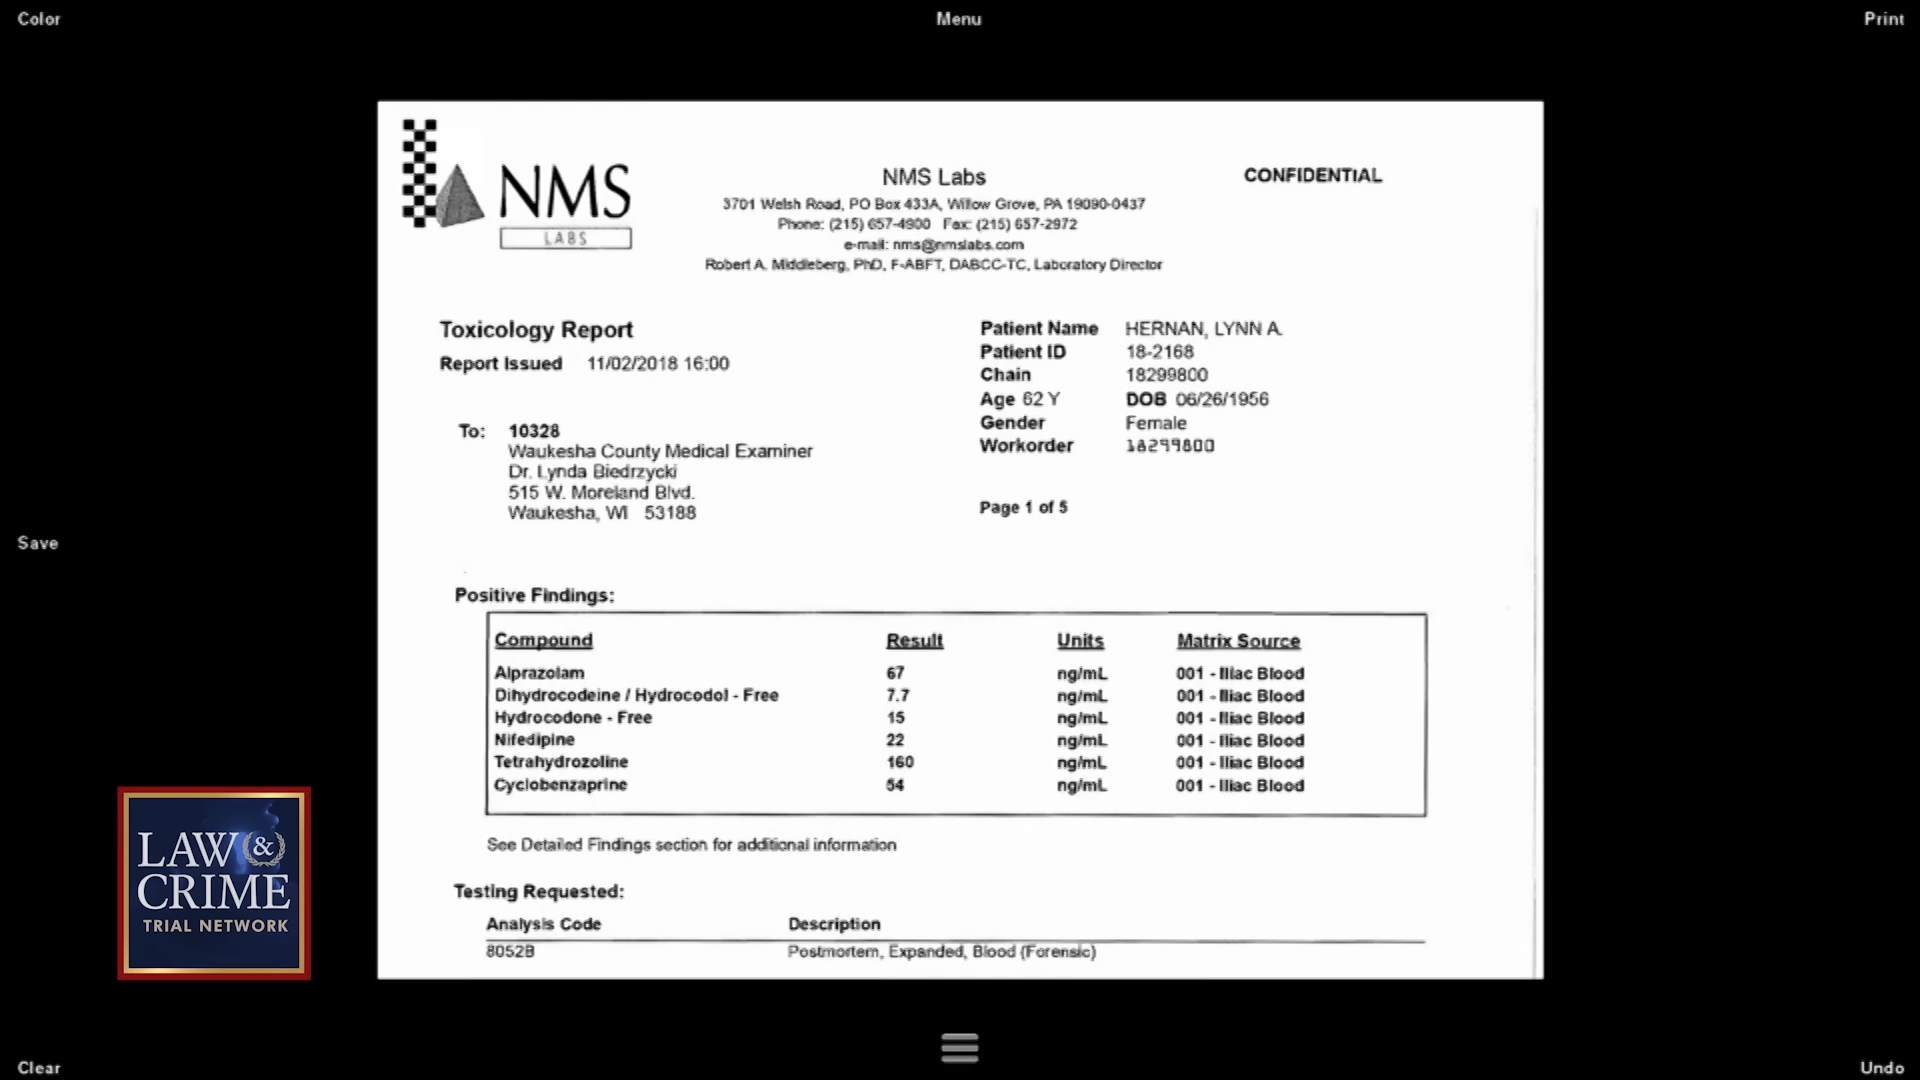 Color
Menu
Print
NMS
LABS
NMS Labs
CONFIDENTIAL
3701 Welsh Road, PO Box 433A, Willow Grove, PA 19090-0437
Phone: (215) 657-4900 Fax: (215) 657-2972
e-mail: nms@nmslabs.com
Robert A. Middleberg, PhD, F-ABFT, DABCC-TC, Laboratory Director
Toxicology Report
Report Issued 11/02/2018 16:00
To: 10328
Waukesha County Medical Examiner
Dr. Lynda Biedrzycki
515 W. Moreland Blvd.
Waukesha, WI 53188
Patient Name HERNAN, LYNN A.
Patient ID 18-2168
Chain 18299800
Age 62 Y DOB 06/26/1956
Gender Female
Workorder 18299800
Page 1 of 5
Save
Positive Findings:
Compound Result Units Matrix Source
Alprazolam 67 ng/mL 001 - Iliac Blood
Dihydrocodeine / Hydrocodol - Free 7.7 ng/mL 001 - Iliac Blood
Hydrocodone - Free 15 ng/mL 001 - Iliac Blood
Nifedipine 22 ng/mL 001 - Iliac Blood
Tetrahydrozoline 160 ng/mL 001 - Iliac Blood
Cyclobenzaprine 54 ng/mL 001 - Iliac Blood
See Detailed Findings section for additional information
Testing Requested:
Analysis Code Description
8052B Postmortem, Expanded, Blood (Forensic)
LAW &
CRIME
TRIAL NETWORK
Clear
Undo